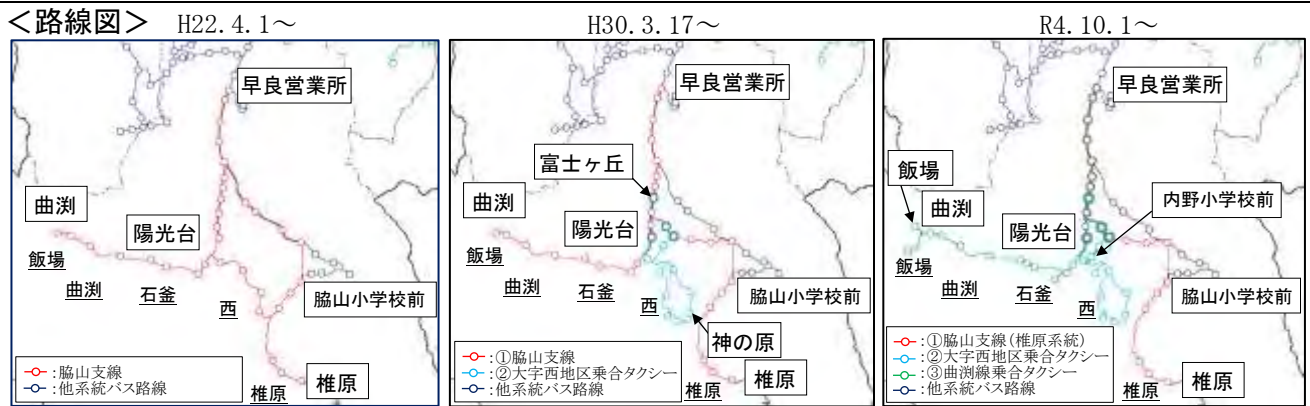 ＜路線図＞ H22.4.1～
H30.3.17～
R4.10.1～
早良営業所
曲渕
陽光台
飯場
曲渕
石釜
西
脇山小学校前
椎原
:脇山支線
:他系統バス路線
早良営業所
富士ヶ丘
曲渕
陽光台
飯場
曲渕
石釜
西
脇山小学校前
神の原
椎原
椎原
:①脇山支線
:②大字西地区乗合タクシー
:他系統バス路線
早良営業所
飯場
曲渕
内野小学校前
陽光台
飯場
曲渕
石釜
西
脇山小学校前
椎原
椎原
:①脇山支線(椎原系統)
:②大字西地区乗合タクシー
:③曲渕線乗合タクシー
:他系統バス路線
椎原